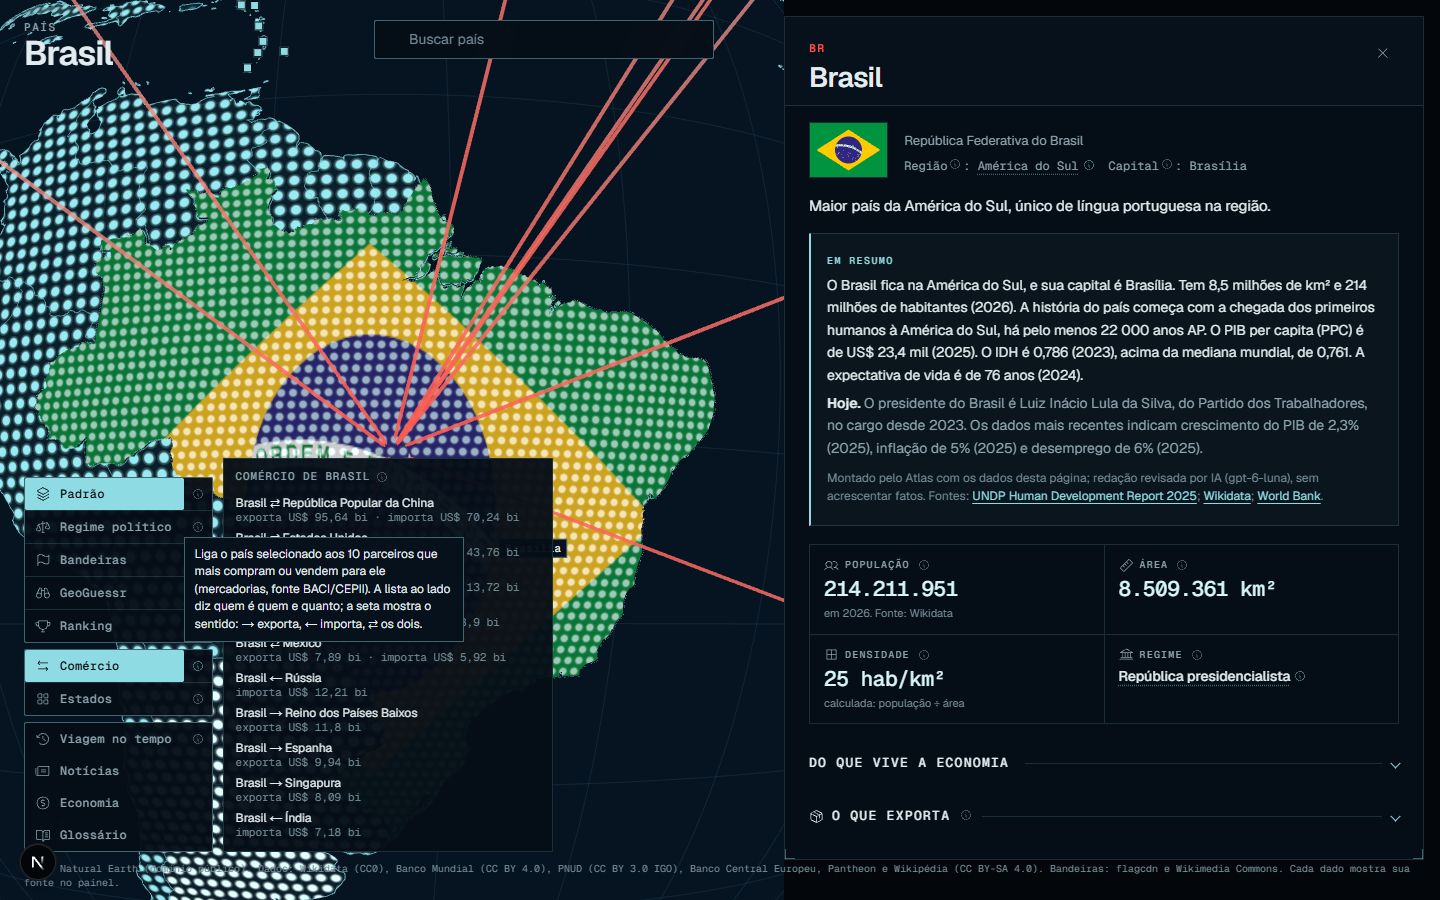 PAÍS
Brasil
Buscar país
ORDEM
Padrão
Regime político
Bandeiras
GeoGuessr
Ranking
Comércio
Estados
Viagem no tempo
Notícias
Economia
Glossário
N
COMÉRCIO DE BRASIL
Brasil ⇄ República Popular da China
exporta US$ 95,64 bi · importa US$ 70,24 bi
43,76 bi
13,72 bi
Liga o país selecionado aos 10 parceiros que
mais compram ou vendem para ele
(mercadorias, fonte BACI/CEPII). A lista ao lado
diz quem é quem e quanto; a seta mostra o
sentido: → exporta, ← importa, ⇄ os dois.
Brasil ⇄ México
exporta US$ 7,89 bi · importa US$ 5,92 bi
Brasil ← Rússia
importa US$ 12,21 bi
Brasil → Reino dos Países Baixos
exporta US$ 11,8 bi
Brasil → Espanha
exporta US$ 9,94 bi
Brasil → Singapura
exporta US$ 8,09 bi
Brasil ← Índia
importa US$ 7,18 bi
BR
Brasil
República Federativa do Brasil
Região : América do Sul Capital : Brasília
Maior país da América do Sul, único de língua portuguesa na região.
EM RESUMO
O Brasil fica na América do Sul, e sua capital é Brasília. Tem 8,5 milhões de km² e 214
milhões de habitantes (2026). A história do país começa com a chegada dos primeiros
humanos à América do Sul, há pelo menos 22 000 anos AP. O PIB per capita (PPC) é
de US$ 23,4 mil (2025). O IDH é 0,786 (2023), acima da mediana mundial, de 0,761. A
expectativa de vida é de 76 anos (2024).
Hoje. O presidente do Brasil é Luiz Inácio Lula da Silva, do Partido dos Trabalhadores,
no cargo desde 2023. Os dados mais recentes indicam crescimento do PIB de 2,3%
(2025), inflação de 5% (2025) e desemprego de 6% (2025).
Montado pelo Atlas com os dados desta página; redação revisada por IA (gpt-6-luna), sem
acrescentar fatos. Fontes: UNDP Human Development Report 2025; Wikidata; World Bank.
POPULAÇÃO
214.211.951
em 2026. Fonte: Wikidata
ÁREA
8.509.361 km²
DENSIDADE
25 hab/km²
calculada: população ÷ área
REGIME
República presidencialista
DO QUE VIVE A ECONOMIA
O QUE EXPORTA
Natural Earth (CC0), Banco Mundial (CC BY 4.0), PNUD (CC BY 3.0 IGO), Banco Central Europeu, Pantheon e Wikipédia (CC BY-SA 4.0). Bandeiras: flagcdn e Wikimedia Commons. Cada dado mostra sua
fonte no painel.